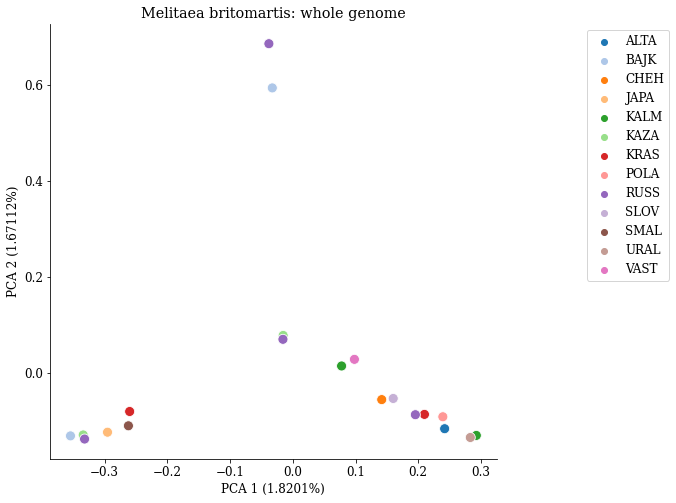 Melitaea britomartis: whole genome
PCA 2 (1.67112%)
0.6
0.4
0.2
0.0
−0.3
−0.2
−0.1
0.0
0.1
0.2
0.3
PCA 1 (1.8201%)
ALTA
BAJK
CHEH
JAPA
KALM
KAZA
KRAS
POLA
RUSS
SLOV
SMAL
URAL
VAST